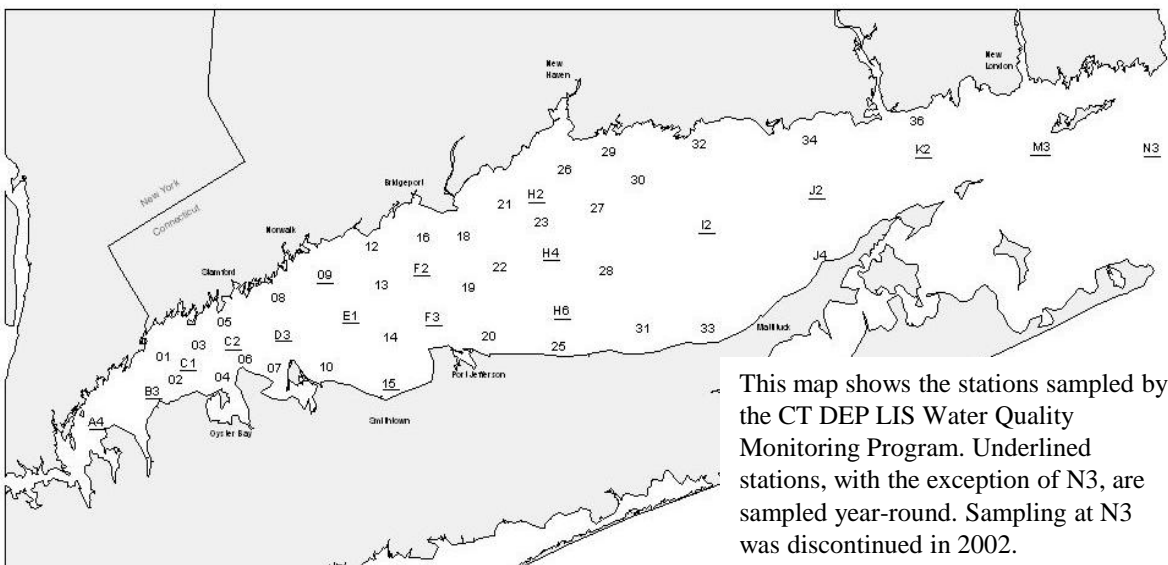 New
London
New
Haven
36
32
34
29
K2
M3
N3
26
30
Bridgeport
H2
J2
21
27
New York
Connecticut
23
I2
Norwalk
16
18
12
H4
J4
Stamford
09
F2
22
28
13
19
08
05
E1
F3
H6
D3
31
33
Mattituck
03
C2
14
20
25
01
06
C1
07
10
Port Jefferson
02
04
15
B3
A4
Smithtown
Oyster Bay
This map shows the stations sampled by
the CT DEP LIS Water Quality
Monitoring Program. Underlined
stations, with the exception of N3, are
sampled year-round. Sampling at N3
was discontinued in 2002.